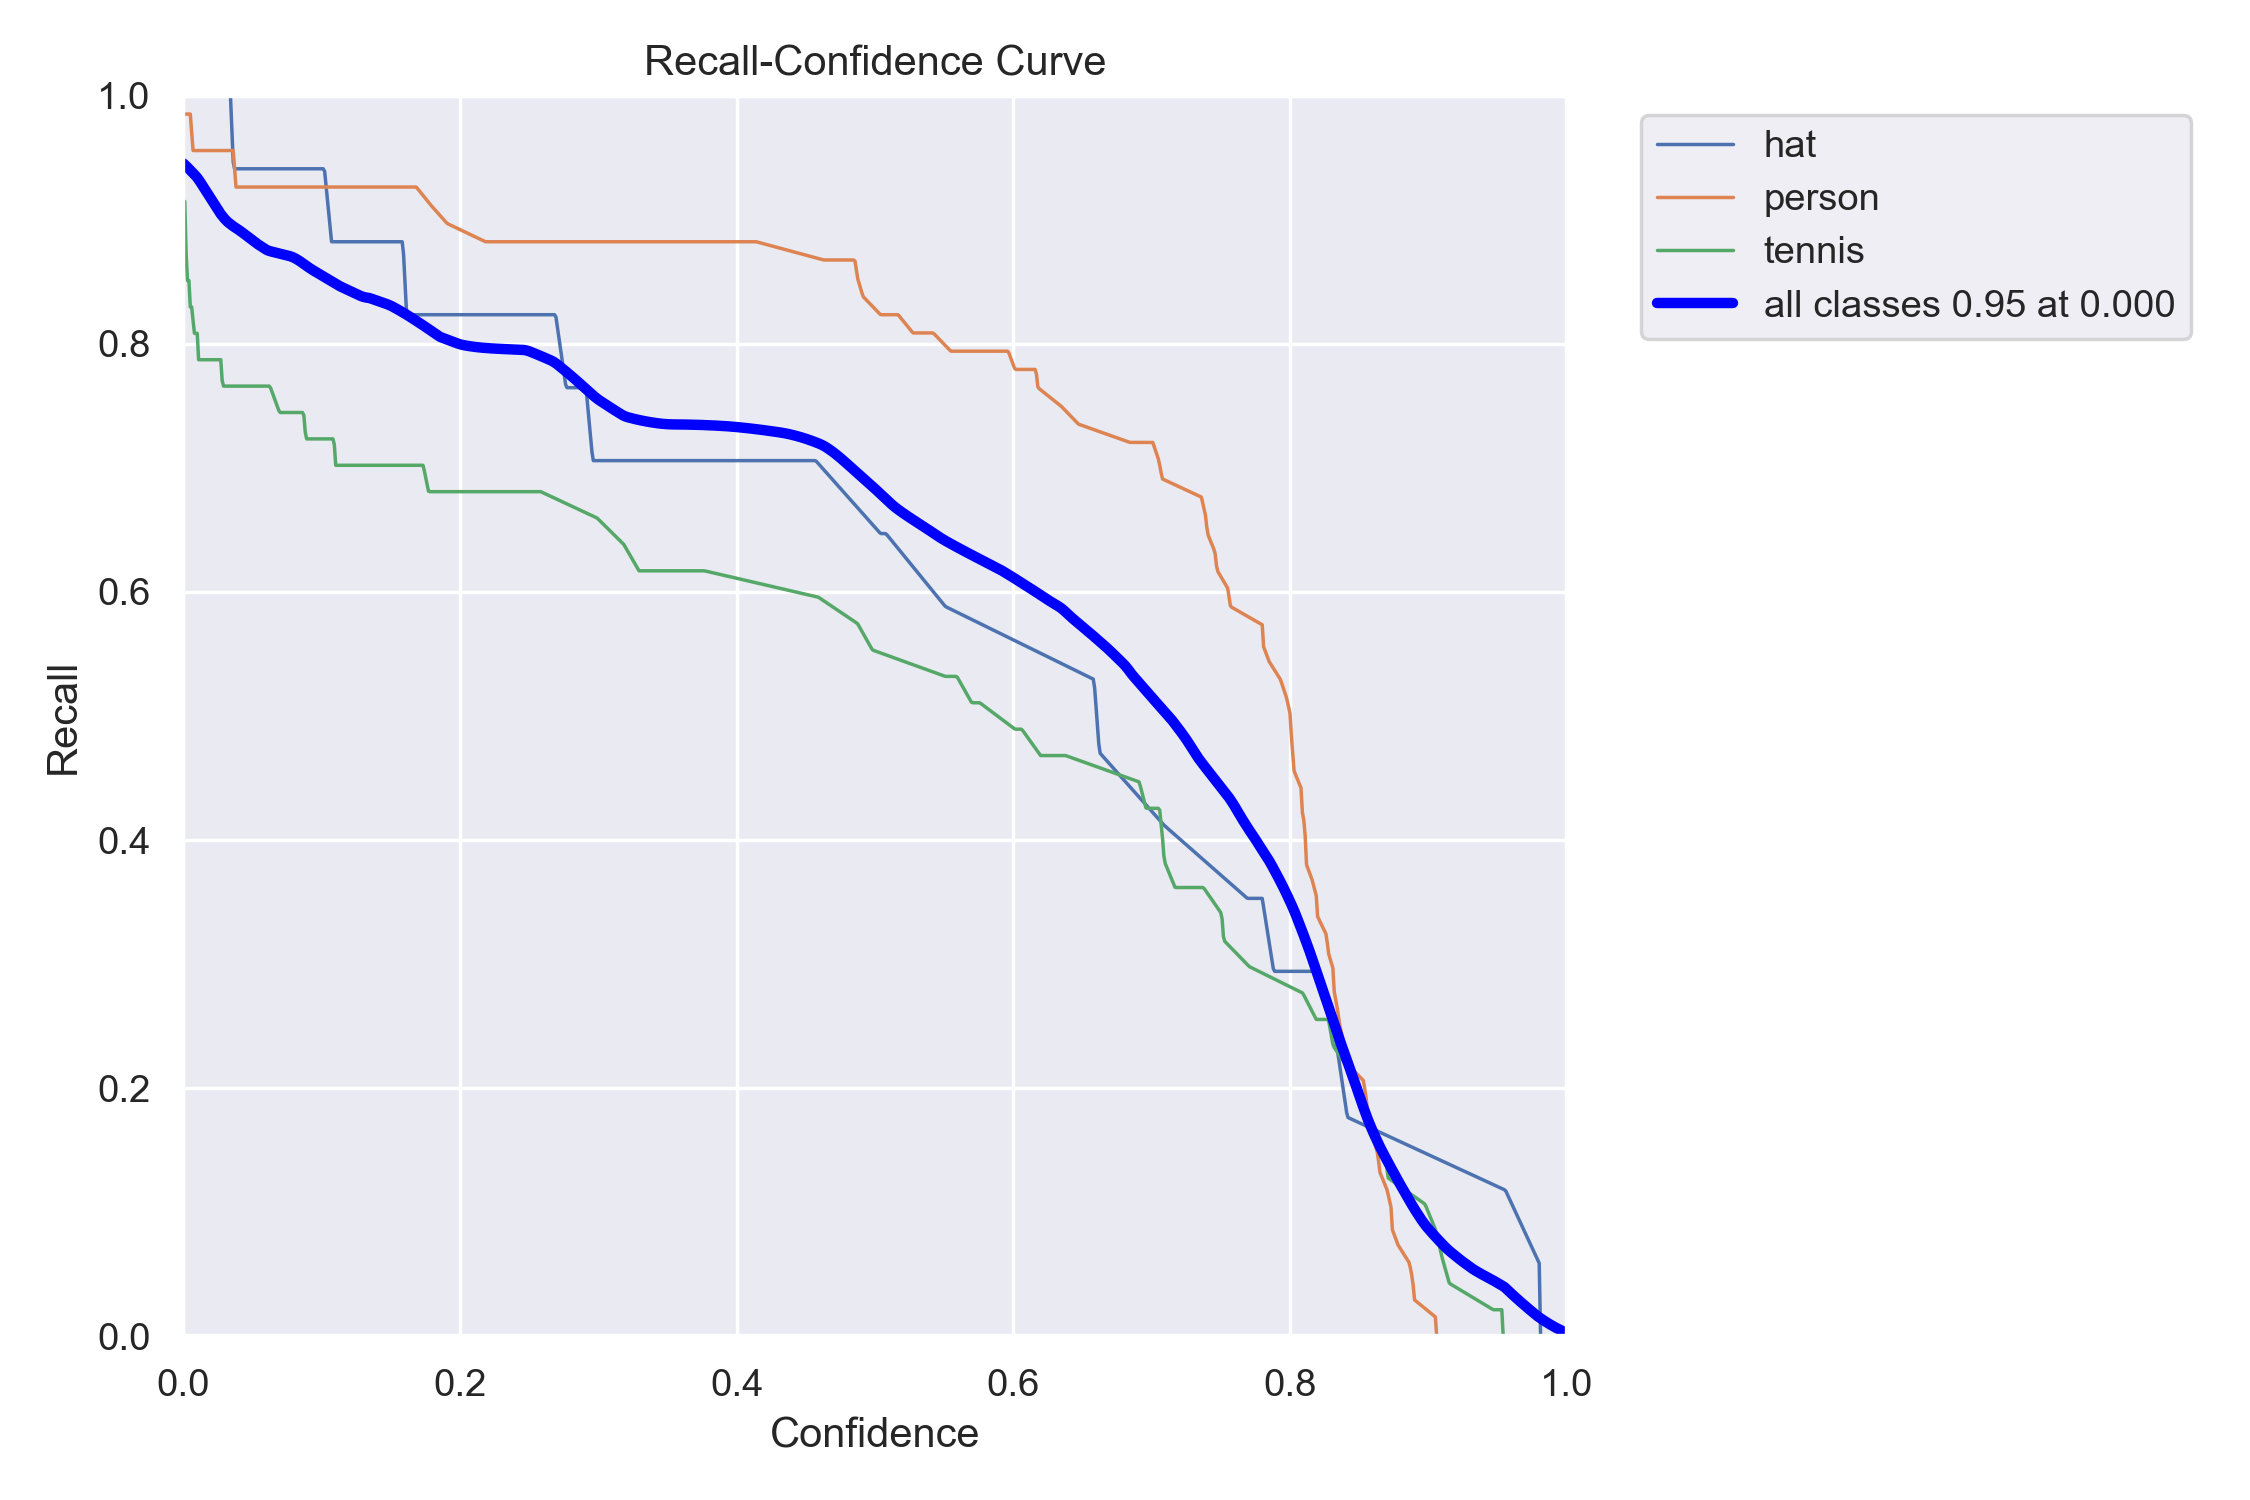 Recall-Confidence Curve
1.0
0.8
0.6
0.4
0.2
0.0
Recall
0.0 0.2 0.4 0.6 0.8 1.0
Confidence
hat
person
tennis
all classes 0.95 at 0.000